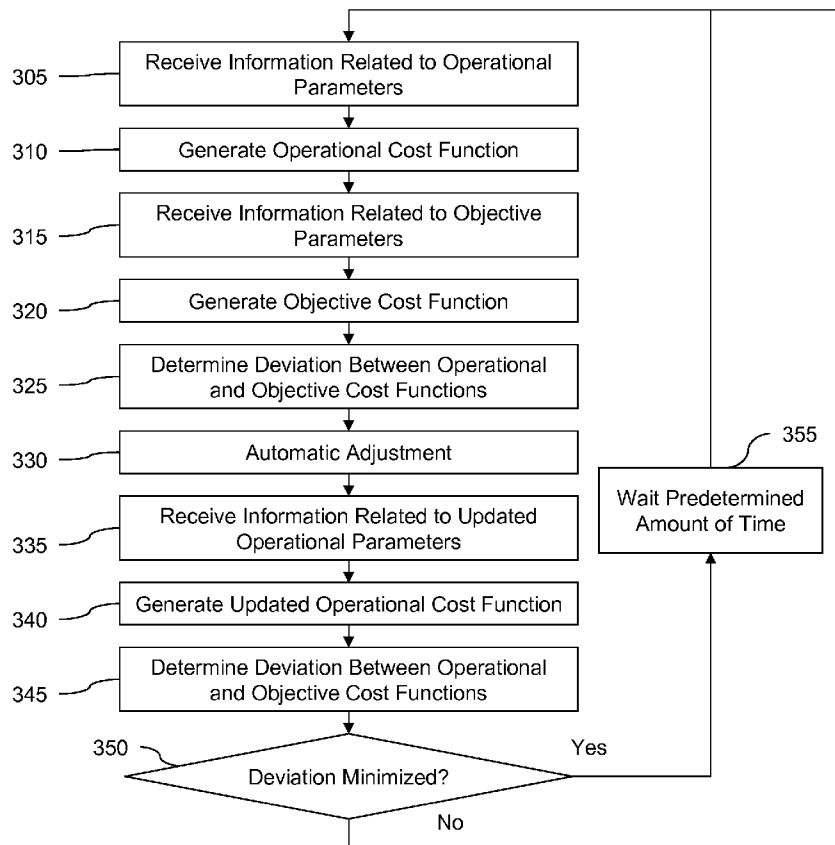 305
Receive Information Related to Operational
Parameters
310
Generate Operational Cost Function
315
Receive Information Related to Objective
Parameters
320
Generate Objective Cost Function
325
Determine Deviation Between Operational
and Objective Cost Functions
330
Automatic Adjustment
355
Wait Predetermined
Amount of Time
335
Receive Information Related to Updated
Operational Parameters
340
Generate Updated Operational Cost Function
345
Determine Deviation Between Operational
and Objective Cost Functions
350
Deviation Minimized?
Yes
No